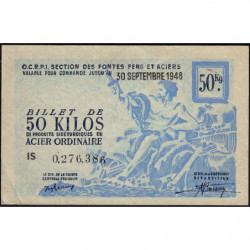 O.C.R.P.I. SECTION DES FONTES FERS ET ACIERS
VALABLE POUR COMMANDE JUSQU'AU
30 SEPTEMBRE 1948
50 Kg
BILLET DE
50 KILOS
DE PRODUITS SIDERURGIQUES EN
ACIER ORDINAIRE
IS 0,276,386